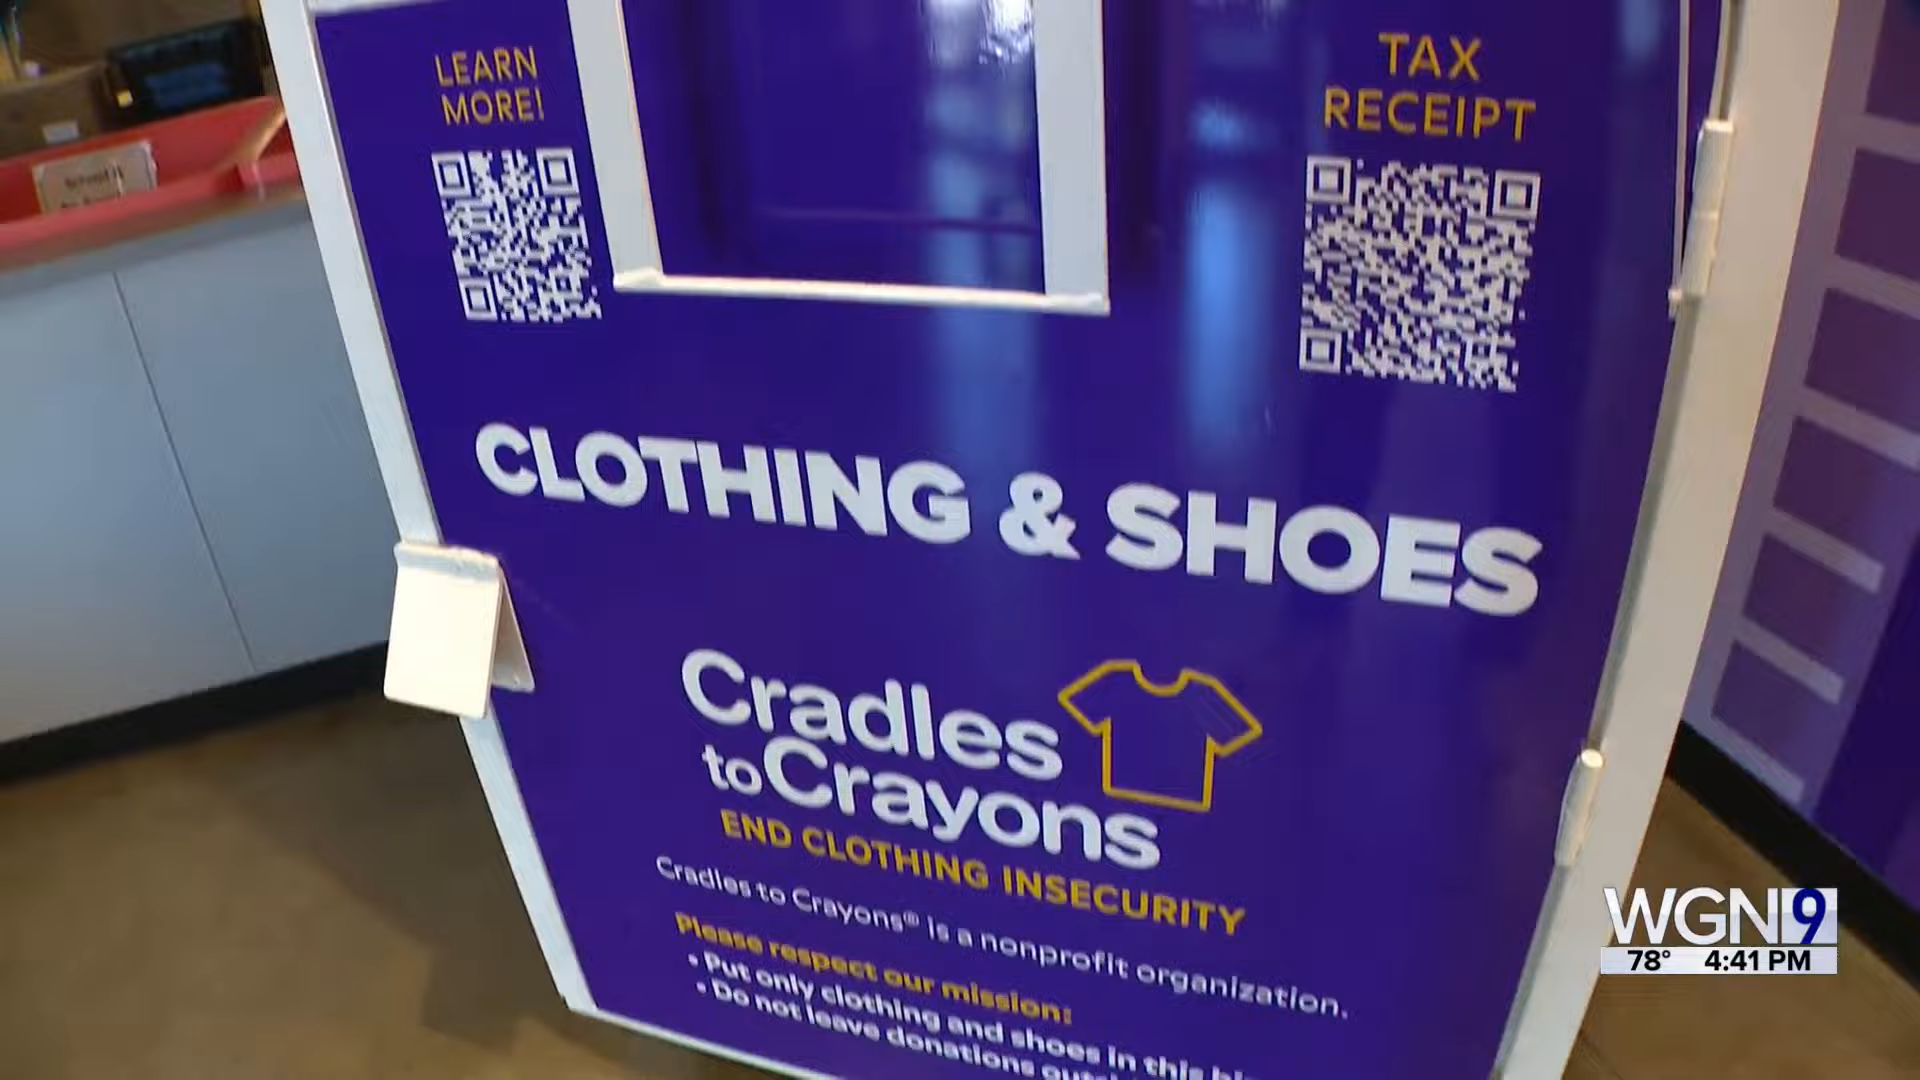 LEARN
MORE!
TAX
RECEIPT
CLOTHING & SHOES
Cradles
to Crayons
END CLOTHING INSECURITY
Cradles to Crayons® is a nonprofit organization.
Please respect our mission:
• Put only clothing and shoes in this
• Do not leave donations
WGN9
78° 4:41 PM